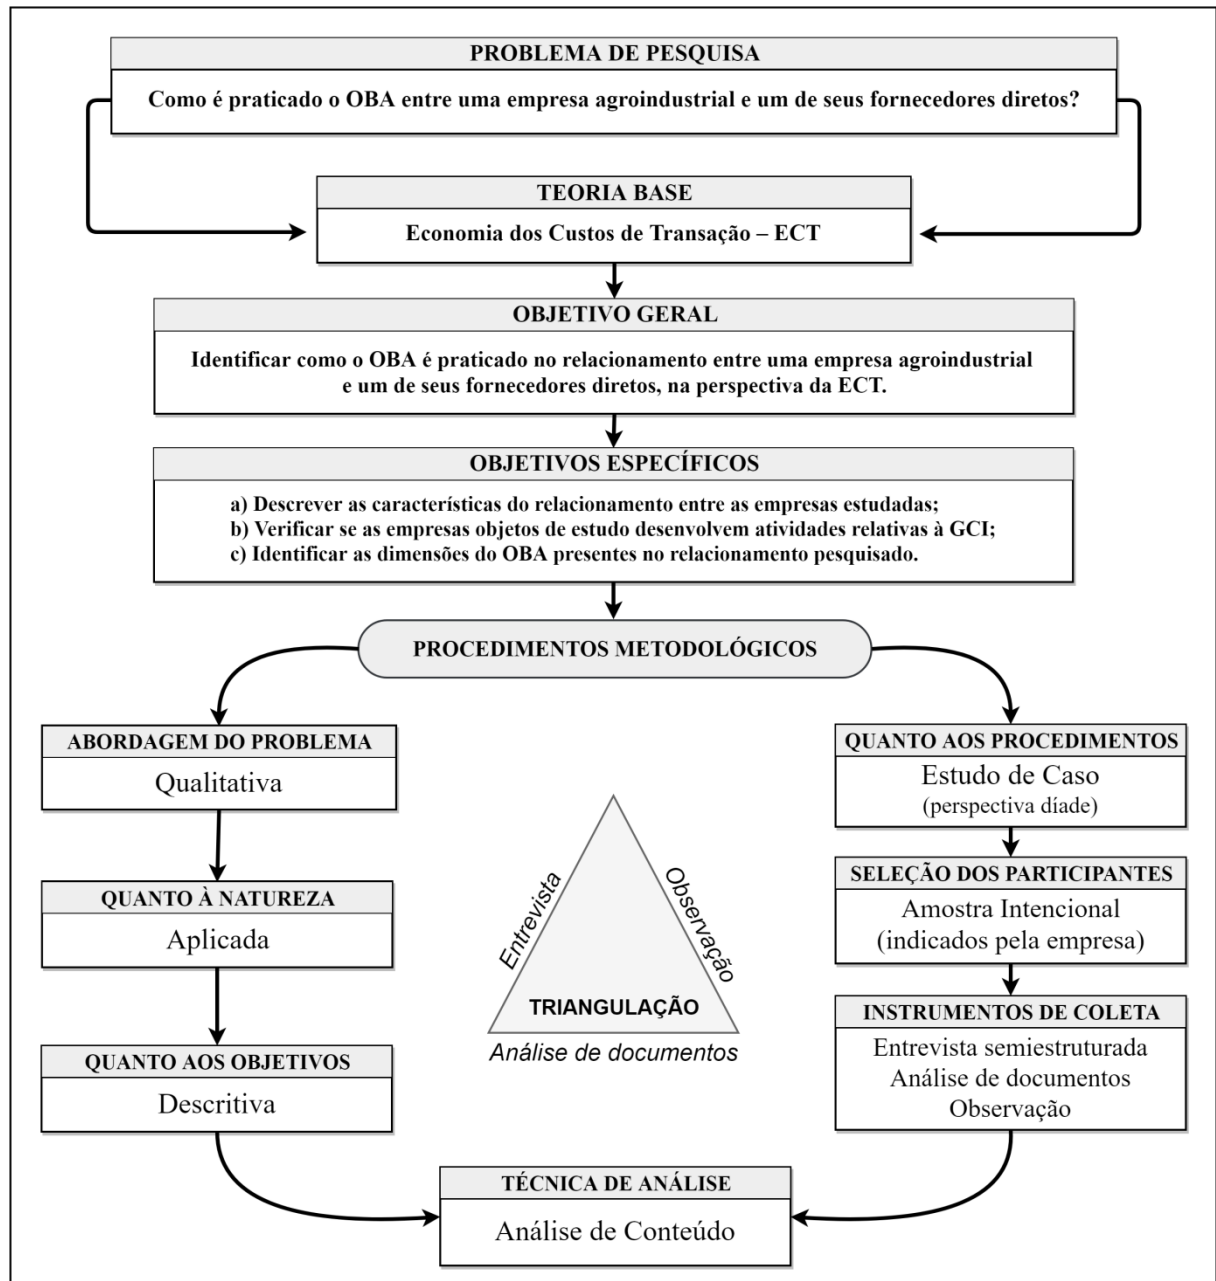 PROBLEMA DE PESQUISA
Como é praticado o OBA entre uma empresa agroindustrial e um de seus fornecedores diretos?
TEORIA BASE
Economia dos Custos de Transação – ECT
OBJETIVO GERAL
Identificar como o OBA é praticado no relacionamento entre uma empresa agroindustrial
e um de seus fornecedores diretos, na perspectiva da ECT.
OBJETIVOS ESPECÍFICOS
a) Descrever as características do relacionamento entre as empresas estudadas;
b) Verificar se as empresas objetos de estudo desenvolvem atividades relativas à GCI;
c) Identificar as dimensões do OBA presentes no relacionamento pesquisado.
PROCEDIMENTOS METODOLÓGICOS
ABORDAGEM DO PROBLEMA
Qualitativa
QUANTO À NATUREZA
Aplicada
QUANTO AOS OBJETIVOS
Descritiva
Entrevista
Observação
TRIANGULAÇÃO
Análise de documentos
QUANTO AOS PROCEDIMENTOS
Estudo de Caso
(perspectiva díade)
SELEÇÃO DOS PARTICIPANTES
Amostra Intencional
(indicados pela empresa)
INSTRUMENTOS DE COLETA
Entrevista semiestruturada
Análise de documentos
Observação
TÉCNICA DE ANÁLISE
Análise de Conteúdo